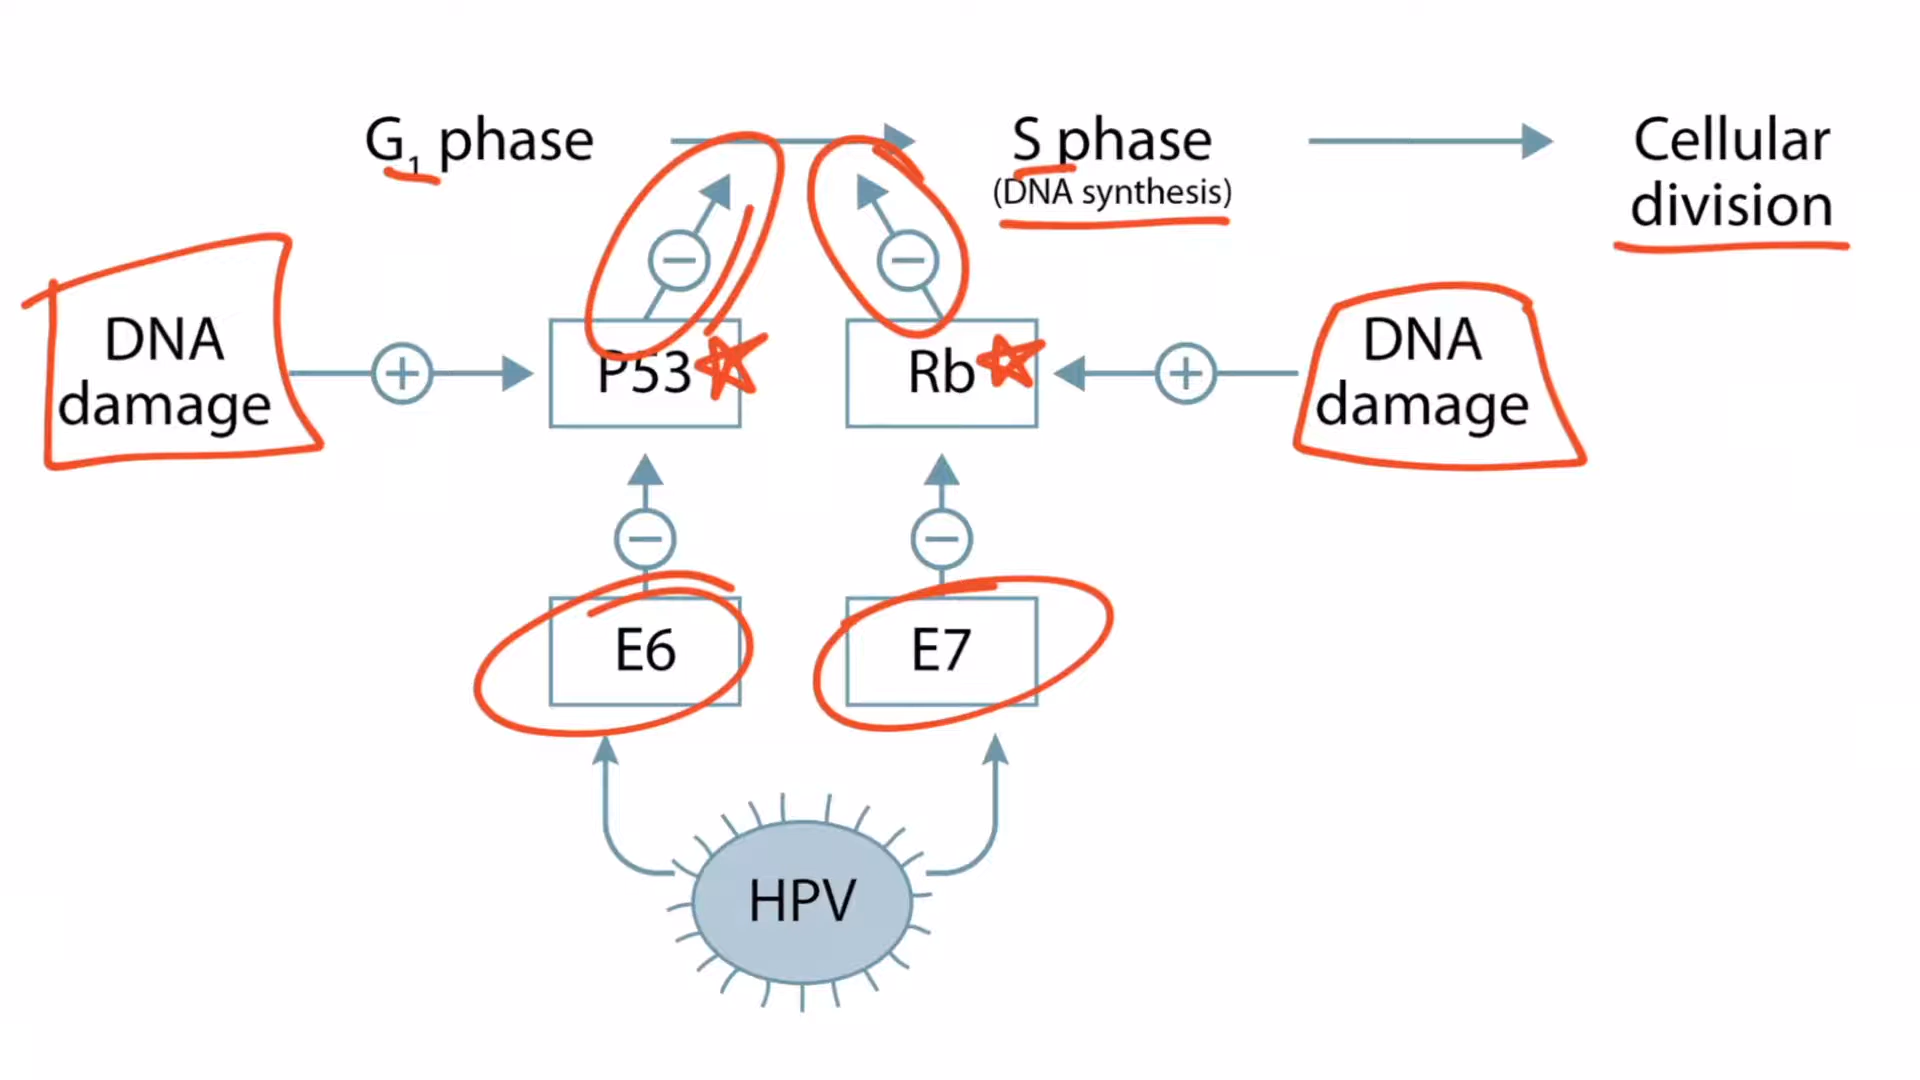 G1 phase
S phase
(DNA synthesis)
Cellular
division
DNA
damage
+
−
P53
−
Rb
+
DNA
damage
−
−
E6
E7
HPV